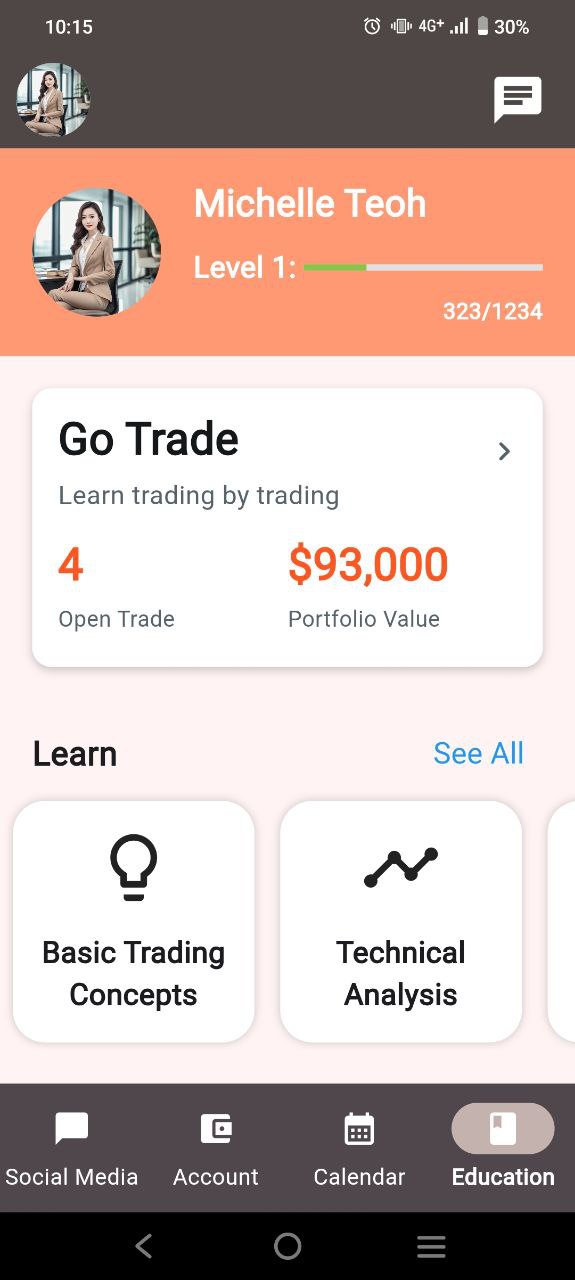 10:15
4G+ 30%
Michelle Teoh
Level 1:
323/1234
Go Trade
Learn trading by trading
4 $93,000
Open Trade Portfolio Value
Learn See All
Basic Trading Concepts
Technical Analysis
Social Media Account Calendar Education